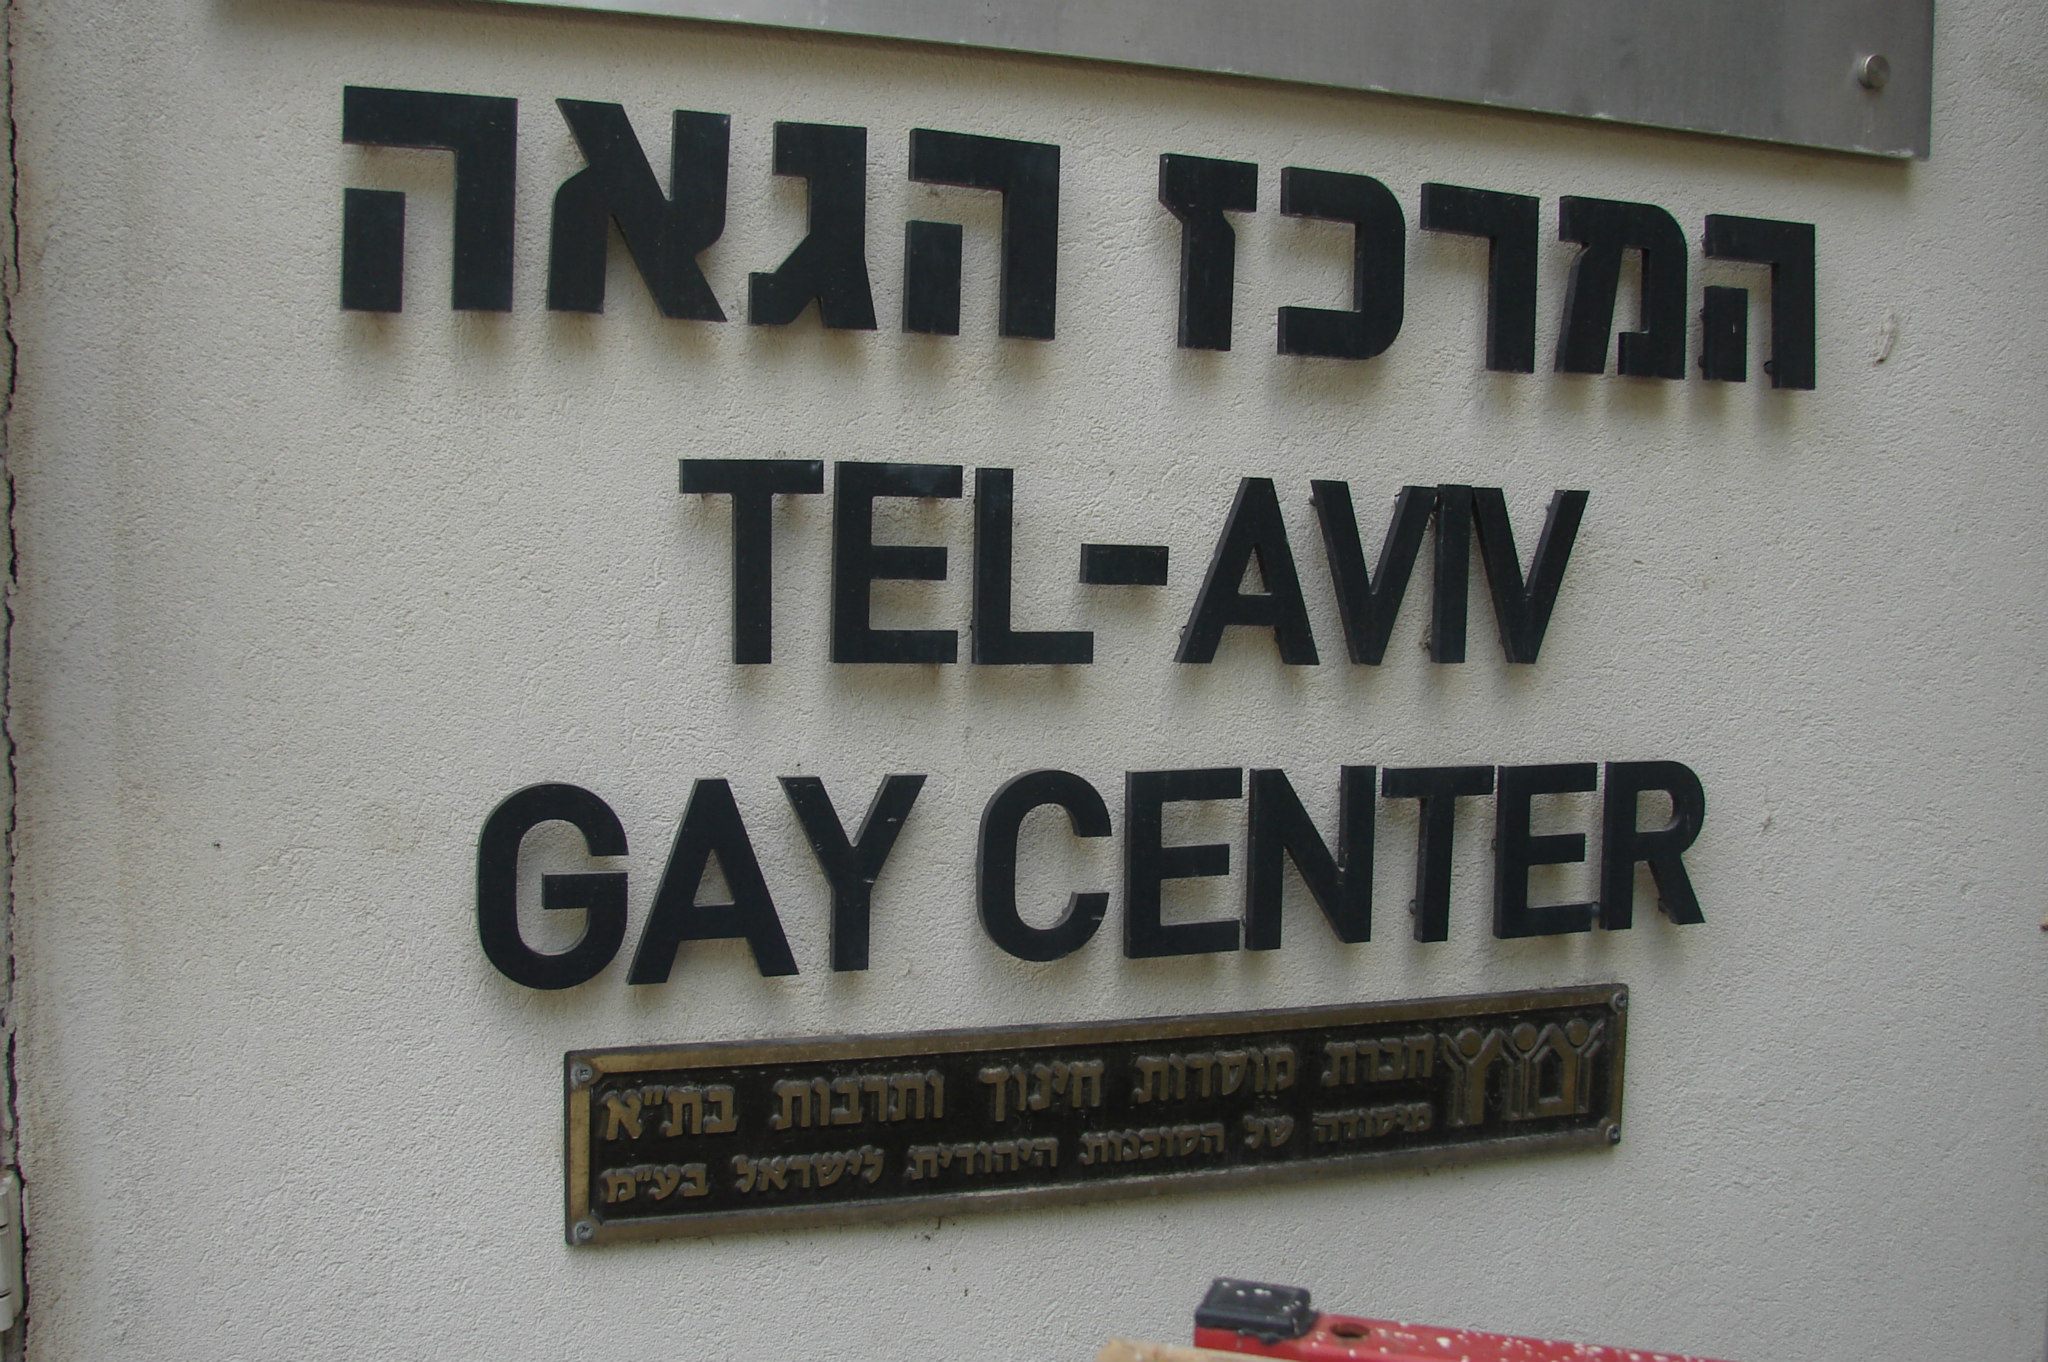 המרכז הגאה
TEL-AVIV
GAY CENTER
חברת מוסדות חינוך ותרבות בת"א
מיסודה של הסוכנות היהודית לישראל בע"מ